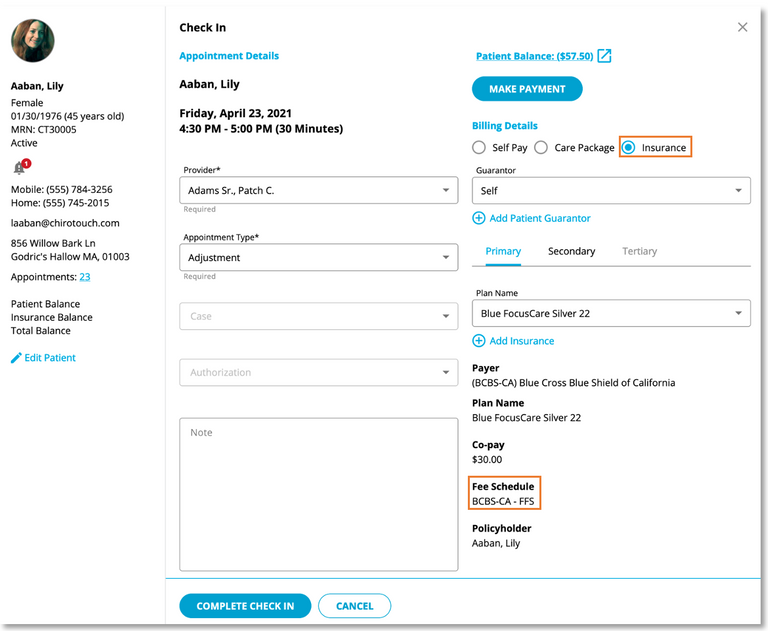 Aaban, Lily
Female
01/30/1976 (45 years old)
MRN: CT30005
Active
1
Mobile: (555) 784-3256
Home: (555) 745-2015
laaban@chirotouch.com
856 Willow Bark Ln
Godric's Hallow MA, 01003
Appointments: 23
Patient Balance
Insurance Balance
Total Balance
Edit Patient
Check In
Appointment Details
Aaban, Lily
Friday, April 23, 2021
4:30 PM - 5:00 PM (30 Minutes)
Provider*
Adams Sr., Patch C.
Required
Appointment Type*
Adjustment
Required
Case
Authorization
Note
Patient Balance: ($57.50)
MAKE PAYMENT
Billing Details
Self Pay Care Package Insurance
Guarantor
Self
Add Patient Guarantor
Primary Secondary Tertiary
Plan Name
Blue FocusCare Silver 22
Add Insurance
Payer
(BCBS-CA) Blue Cross Blue Shield of California
Plan Name
Blue FocusCare Silver 22
Co-pay
$30.00
Fee Schedule
BCBS-CA - FFS
Policyholder
Aaban, Lily
COMPLETE CHECK IN CANCEL